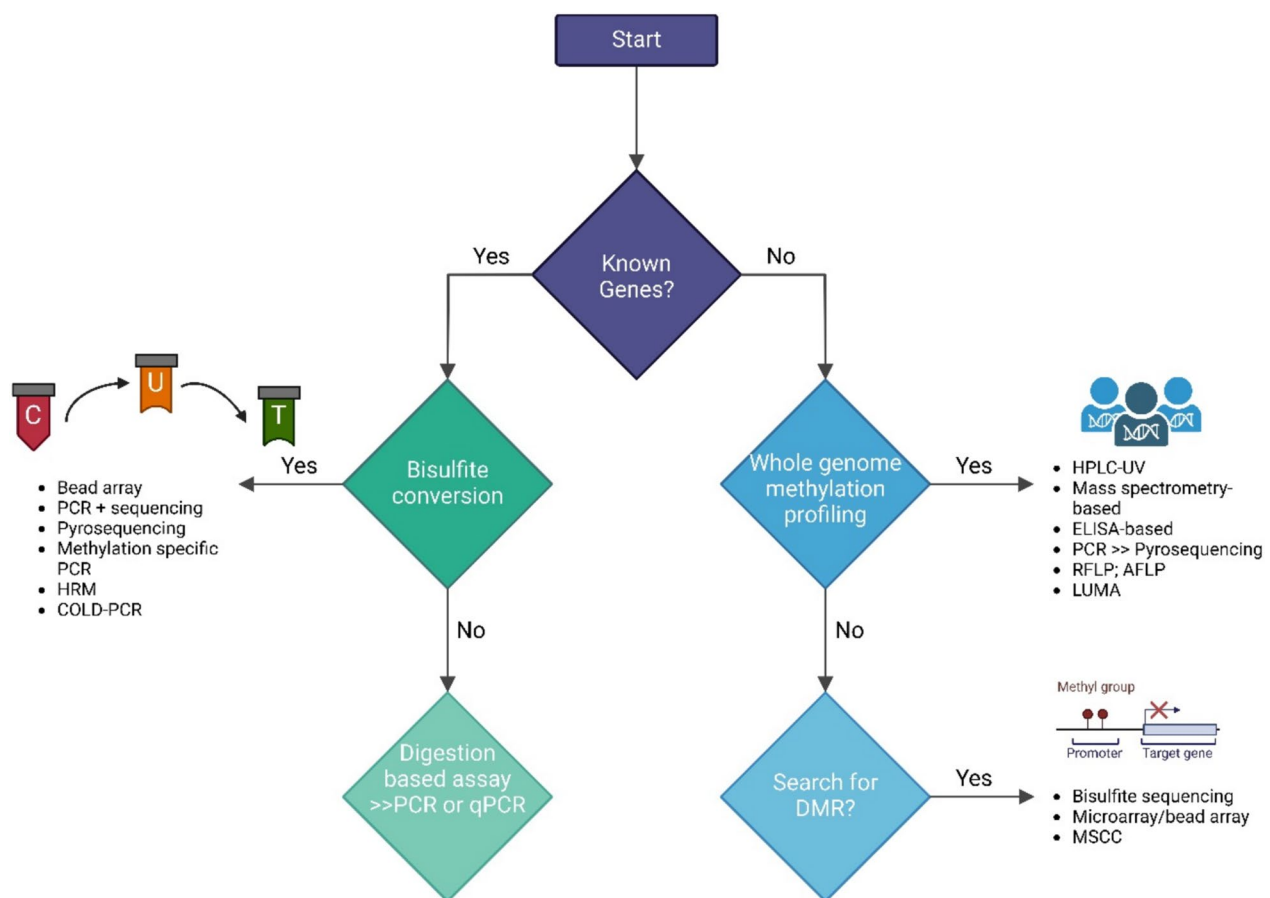 Start
Known
Genes?
Yes
No
C
U
T
Yes
Bisulfite
conversion
• Bead array
• PCR + sequencing
• Pyrosequencing
• Methylation specific
PCR
• HRM
• COLD-PCR
No
Digestion
based assay
>>PCR or qPCR
Whole genome
methylation
profiling
Yes
• HPLC-UV
• Mass spectrometry-
based
• ELISA-based
• PCR >> Pyrosequencing
• RFLP; AFLP
• LUMA
No
Search for
DMR?
Yes
Methyl group
Promoter
Target gene
• Bisulfite sequencing
• Microarray/bead array
• MSCC